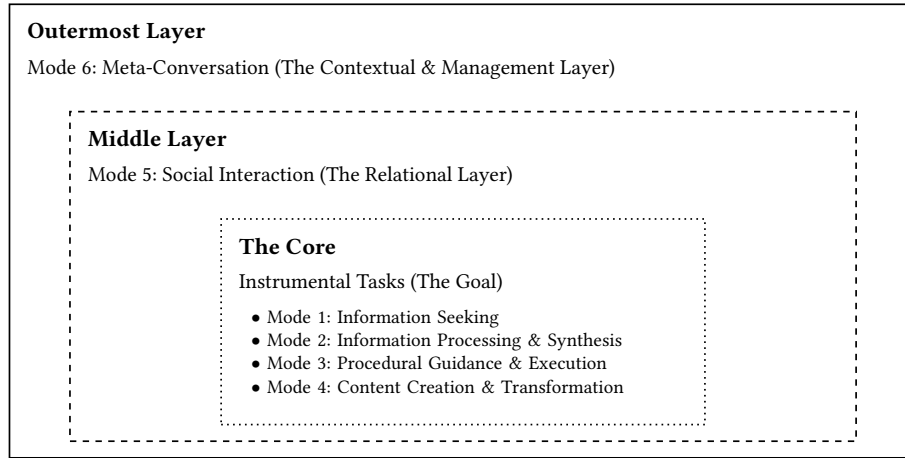 Outermost Layer
Mode 6: Meta-Conversation (The Contextual & Management Layer)
Middle Layer
Mode 5: Social Interaction (The Relational Layer)
The Core
Instrumental Tasks (The Goal)
• Mode 1: Information Seeking
• Mode 2: Information Processing & Synthesis
• Mode 3: Procedural Guidance & Execution
• Mode 4: Content Creation & Transformation